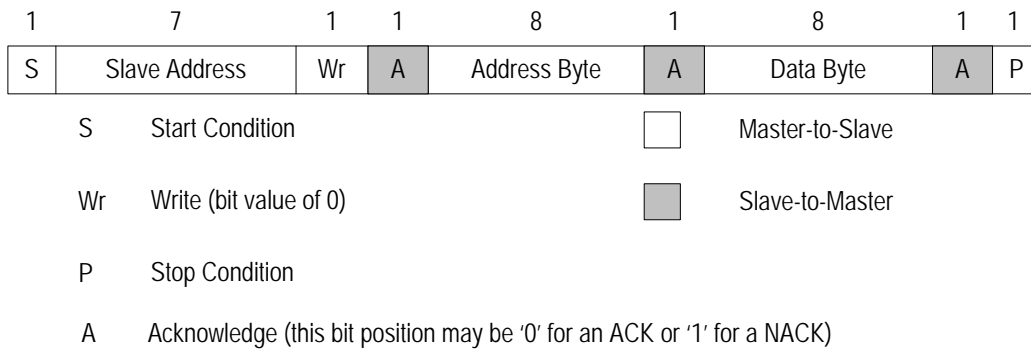 1 7 1 1 8 1 8 1 1
S Slave Address Wr A Address Byte A Data Byte A P
S Start Condition Master-to-Slave
Wr Write (bit value of 0) Slave-to-Master
P Stop Condition
A Acknowledge (this bit position may be ‘0’ for an ACK or ‘1’ for a NACK)